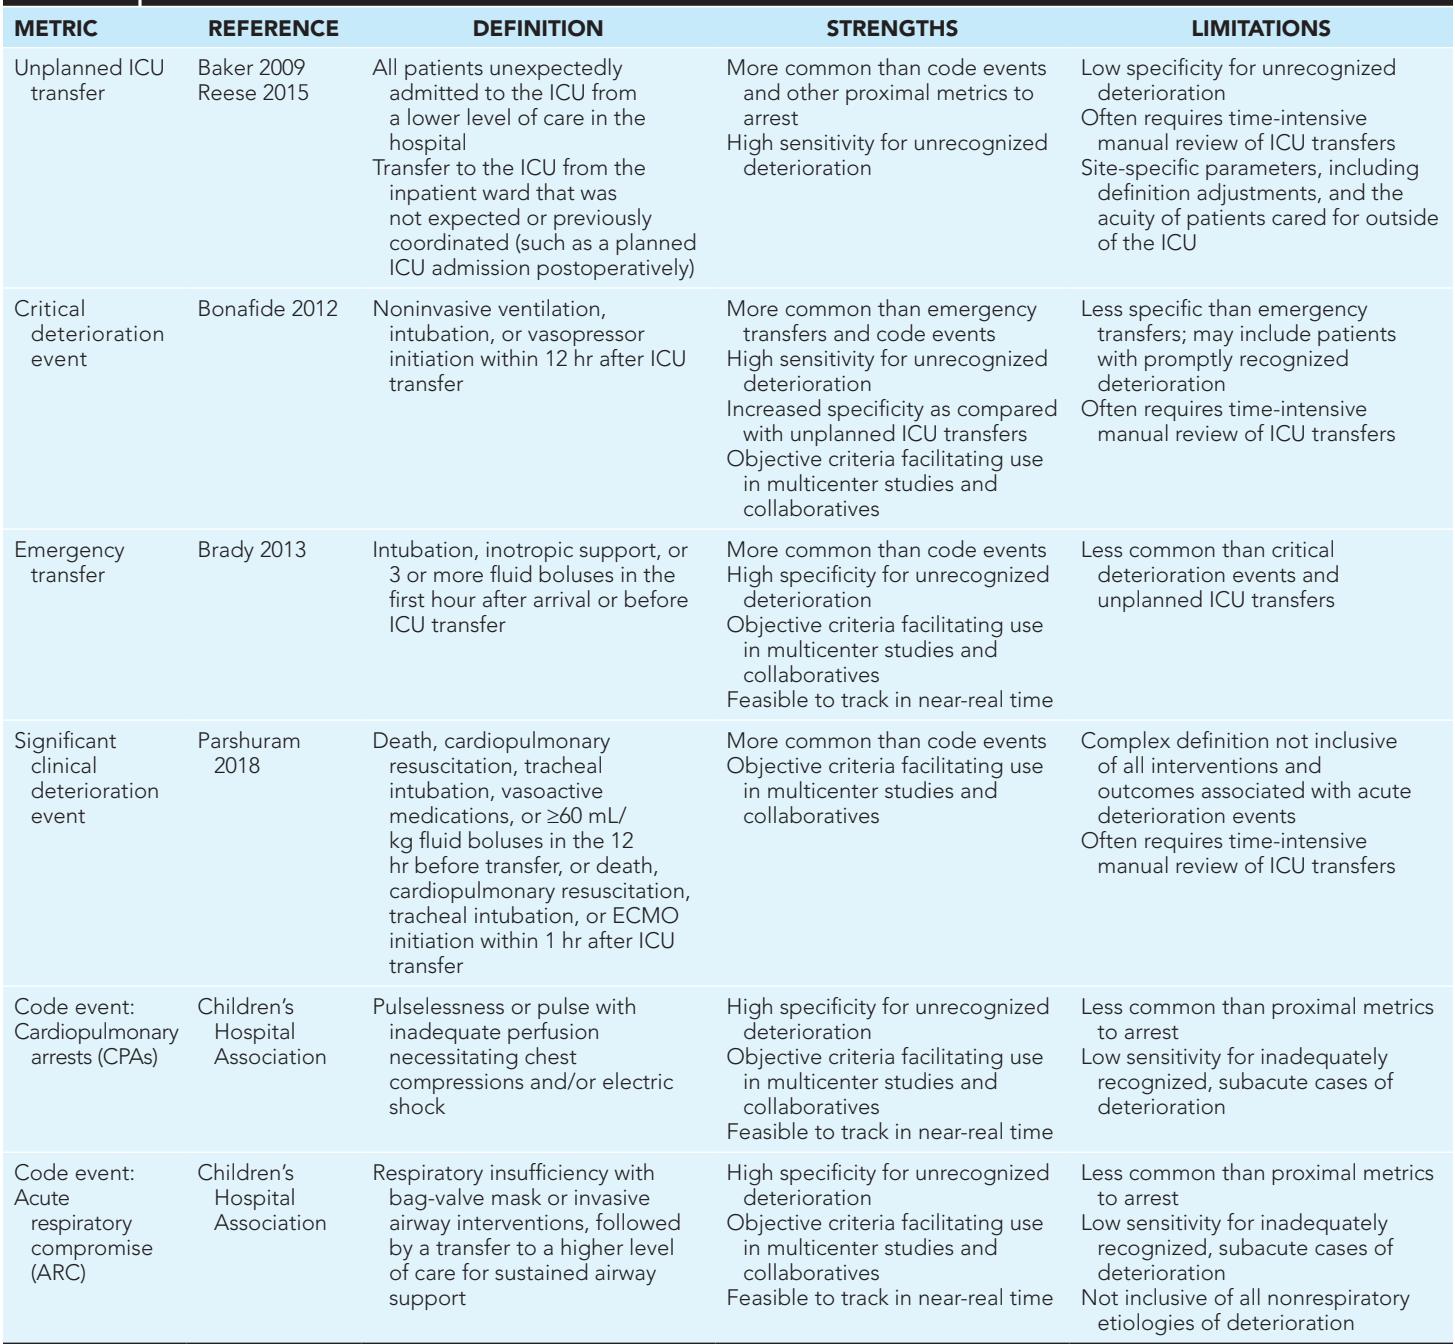 METRIC REFERENCE DEFINITION STRENGTHS LIMITATIONS
Unplanned ICU
transfer
Baker 2009
Reese 2015
All patients unexpectedly
admitted to the ICU from
a lower level of care in the
hospital
Transfer to the ICU from the
inpatient ward that was
not expected or previously
coordinated (such as a planned
ICU admission postoperatively)
More common than code events
and other proximal metrics to
arrest
High sensitivity for unrecognized
deterioration
Low specificity for unrecognized
deterioration
Often requires time-intensive
manual review of ICU transfers
Site-specific parameters, including
definition adjustments, and the
acuity of patients cared for outside
of the ICU
Critical
deterioration
event
Bonafide 2012
Noninvasive ventilation,
intubation, or vasopressor
initiation within 12 hr after ICU
transfer
More common than emergency
transfers and code events
High sensitivity for unrecognized
deterioration
Increased specificity as compared
with unplanned ICU transfers
Objective criteria facilitating use
in multicenter studies and
collaboratives
Less specific than emergency
transfers; may include patients
with promptly recognized
deterioration
Often requires time-intensive
manual review of ICU transfers
Emergency
transfer
Brady 2013
Intubation, inotropic support, or
3 or more fluid boluses in the
first hour after arrival or before
ICU transfer
More common than code events
High specificity for unrecognized
deterioration
Objective criteria facilitating use
in multicenter studies and
collaboratives
Feasible to track in near-real time
Less common than critical
deterioration events and
unplanned ICU transfers
Significant
clinical
deterioration
event
Parshuram
2018
Death, cardiopulmonary
resuscitation, tracheal
intubation, vasoactive
medications, or ≥60 mL/
kg fluid boluses in the 12
hr before transfer, or death,
cardiopulmonary resuscitation,
tracheal intubation, or ECMO
initiation within 1 hr after ICU
transfer
More common than code events
Objective criteria facilitating use
in multicenter studies and
collaboratives
Complex definition not inclusive
of all interventions and
outcomes associated with acute
deterioration events
Often requires time-intensive
manual review of ICU transfers
Code event:
Cardiopulmonary
arrests (CPAs)
Children's
Hospital
Association
Pulselessness or pulse with
inadequate perfusion
necessitating chest
compressions and/or electric
shock
High specificity for unrecognized
deterioration
Objective criteria facilitating use
in multicenter studies and
collaboratives
Feasible to track in near-real time
Less common than proximal metrics
to arrest
Low sensitivity for inadequately
recognized, subacute cases of
deterioration
Code event:
Acute
respiratory
compromise
(ARC)
Children's
Hospital
Association
Respiratory insufficiency with
bag-valve mask or invasive
airway interventions, followed
by a transfer to a higher level
of care for sustained airway
support
High specificity for unrecognized
deterioration
Objective criteria facilitating use
in multicenter studies and
collaboratives
Feasible to track in near-real time
Less common than proximal metrics
to arrest
Low sensitivity for inadequately
recognized, subacute cases of
deterioration
Not inclusive of all nonrespiratory
etiologies of deterioration